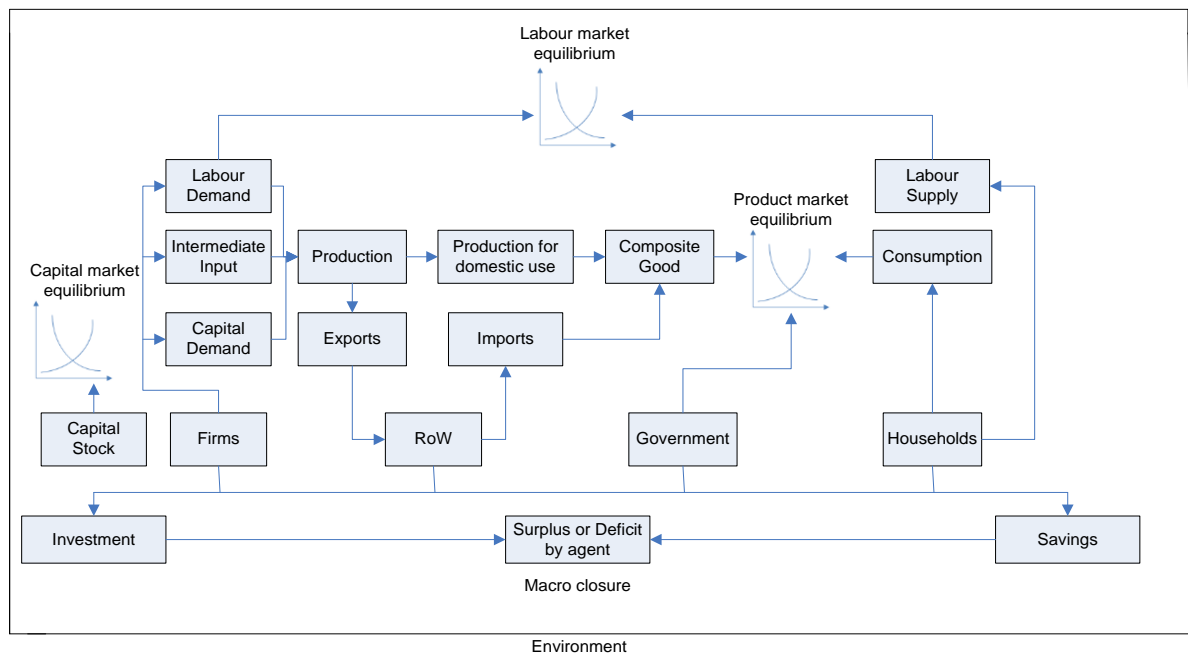 Labour market
equilibrium
Labour
Demand
Labour
Supply
Product market
equilibrium
Capital market
equilibrium
Intermediate
Input
Production
Production for
domestic use
Composite
Good
Consumption
Capital
Demand
Exports
Imports
Capital
Stock
Firms
RoW
Government
Households
Investment
Surplus or Deficit
by agent
Savings
Macro closure
Environment